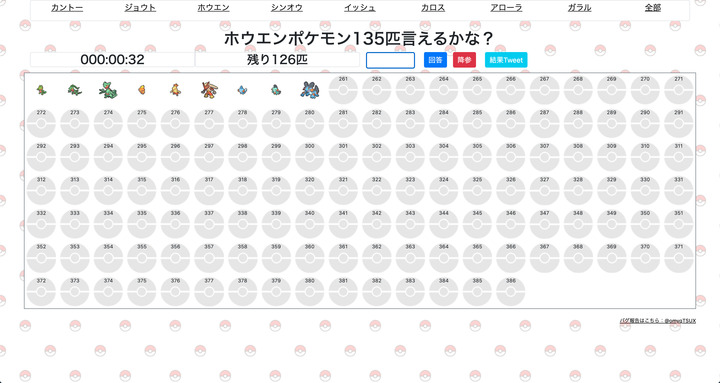 カントー ジョウト ホウエン シンオウ イッシュ カロス アローラ ガラル 全部
ホウエンポケモン135匹言えるかな？
000:00:32 残り126匹 回答 降参 結果Tweet
261 262 263 264 265 266 267 268 269 270 271
272 273 274 275 276 277 278 279 280 281 282 283 284 285 286 287 288 289 290 291
292 293 294 295 296 297 298 299 300 301 302 303 304 305 306 307 308 309 310 311
312 313 314 315 316 317 318 319 320 321 322 323 324 325 326 327 328 329 330 331
332 333 334 335 336 337 338 339 340 341 342 343 344 345 346 347 348 349 350 351
352 353 354 355 356 357 358 359 360 361 362 363 364 365 366 367 368 369 370 371
372 373 374 375 376 377 378 379 380 381 382 383 384 385 386
バグ報告はこちら：